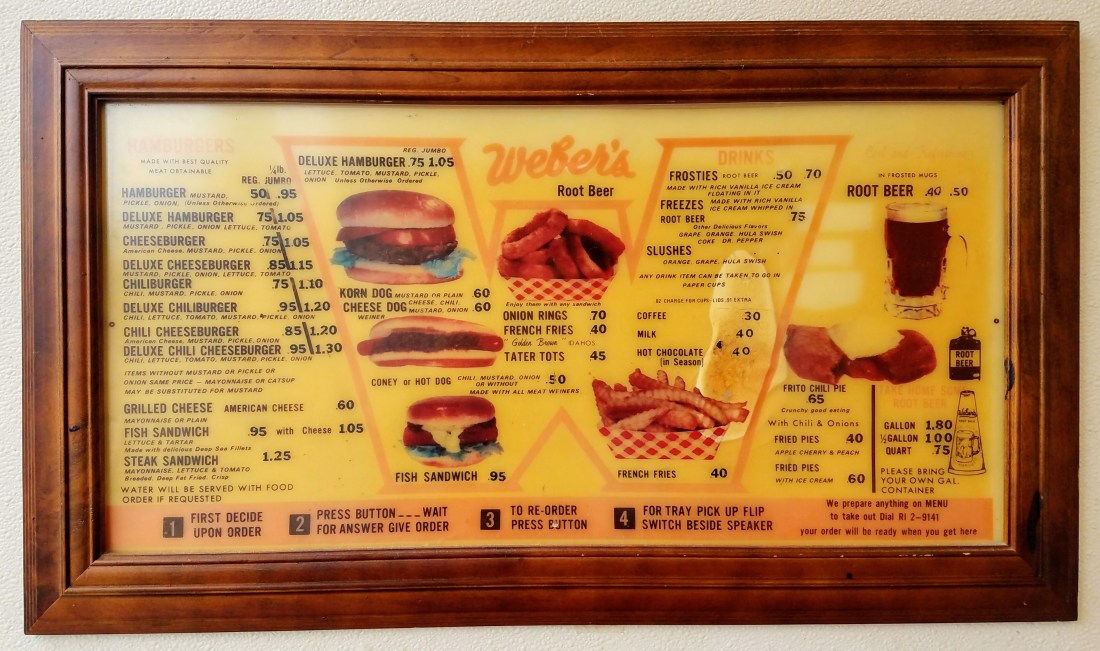 HAMBURGERS
MADE WITH BEST QUALITY
MEAT OBTAINABLE
¼ lb.
REG. JUMBO
HAMBURGER MUSTARD, 50 .95
PICKLE, ONION, (Unless Otherwise Ordered)
DELUXE HAMBURGER 75 1.05
MUSTARD, PICKLE, ONION LETTUCE, TOMATO
CHEESEBURGER .75 1.05
American Cheese, MUSTARD, PICKLE, ONION
DELUXE CHEESEBURGER .85 1.15
MUSTARD, PICKLE, ONION, LETTUCE, TOMATO
CHILIBURGER .75 1.10
CHILI, MUSTARD, PICKLE, ONION
DELUXE CHILIBURGER .95 1.20
CHILI, LETTUCE, TOMATO, MUSTARD, PICKLE, ONION
CHILI CHEESEBURGER .85 1.20
American Cheese, MUSTARD, PICKLE, ONION
DELUXE CHILI CHEESEBURGER .95 1.30
CHILI, LETTUCE, TOMATO, MUSTARD, PICKLE, ONION
ITEMS WITHOUT MUSTARD OR PICKLE OR
ONION SAME PRICE – MAYONNAISE OR CATSUP
MAY BE SUBSTITUTED FOR MUSTARD
GRILLED CHEESE AMERICAN CHEESE .60
MAYONNAISE OR PLAIN
FISH SANDWICH .95 with Cheese 1.05
LETTUCE & TARTAR
Made with delicious Deep Sea Fillets
STEAK SANDWICH 1.25
MAYONNAISE, LETTUCE & TOMATO
Breaded, Deep Fat Fried, Crisp
WATER WILL BE SERVED WITH FOOD
ORDER IF REQUESTED
REG. JUMBO
DELUXE HAMBURGER .75 1.05
LETTUCE, TOMATO, MUSTARD, PICKLE,
ONION Unless Otherwise Ordered
KORN DOG MUSTARD OR PLAIN .60
CHEESE DOG CHEESE, CHILI, MUSTARD, ONION .60
WEINER
CONEY or HOT DOG CHILI, MUSTARD, ONION OR WITHOUT .50
MADE WITH ALL MEAT WEINERS
FISH SANDWICH .95
Weber's
Root Beer
Enjoy them with any sandwich
ONION RINGS .70
FRENCH FRIES .40
"Golden Brown" IDAHOS
TATER TOTS 45
FRENCH FRIES 40
DRINKS
FROSTIES ROOT BEER .50 .70
MADE WITH RICH VANILLA ICE CREAM
FLOATING IN IT
FREEZES MADE WITH RICH VANILLA
ICE CREAM WHIPPED IN
ROOT BEER 75
Other Delicious Flavors
GRAPE, ORANGE, HULA SWISH
COKE DR. PEPPER
SLUSHES
ORANGE, GRAPE, HULA SWISH
ANY DRINK ITEM CAN BE TAKEN TO GO IN
PAPER CUPS
CHARGE FOR CUPS-LIDS .01 EXTRA
COFFEE 30
MILK 40
HOT CHOCOLATE 40
(in Season)
IN FROSTED MUGS
ROOT BEER .40 .50
ROOT
BEER
FRITO CHILI PIE
.65
Crunchy good eating
With Chili & Onions
FRIED PIES 40
APPLE CHERRY & PEACH
FRIED PIES
WITH ICE CREAM .60
ROOT BEER
GALLON 1.80
½ GALLON 1 00
QUART .75
PLEASE BRING
YOUR OWN GAL.
CONTAINER
1 FIRST DECIDE
UPON ORDER
2 PRESS BUTTON___WAIT
FOR ANSWER GIVE ORDER
3 TO RE-ORDER
PRESS BUTTON
4 FOR TRAY PICK UP FLIP
SWITCH BESIDE SPEAKER
We prepare anything on MENU
to take out Dial RI 2-9141
your order will be ready when you get here